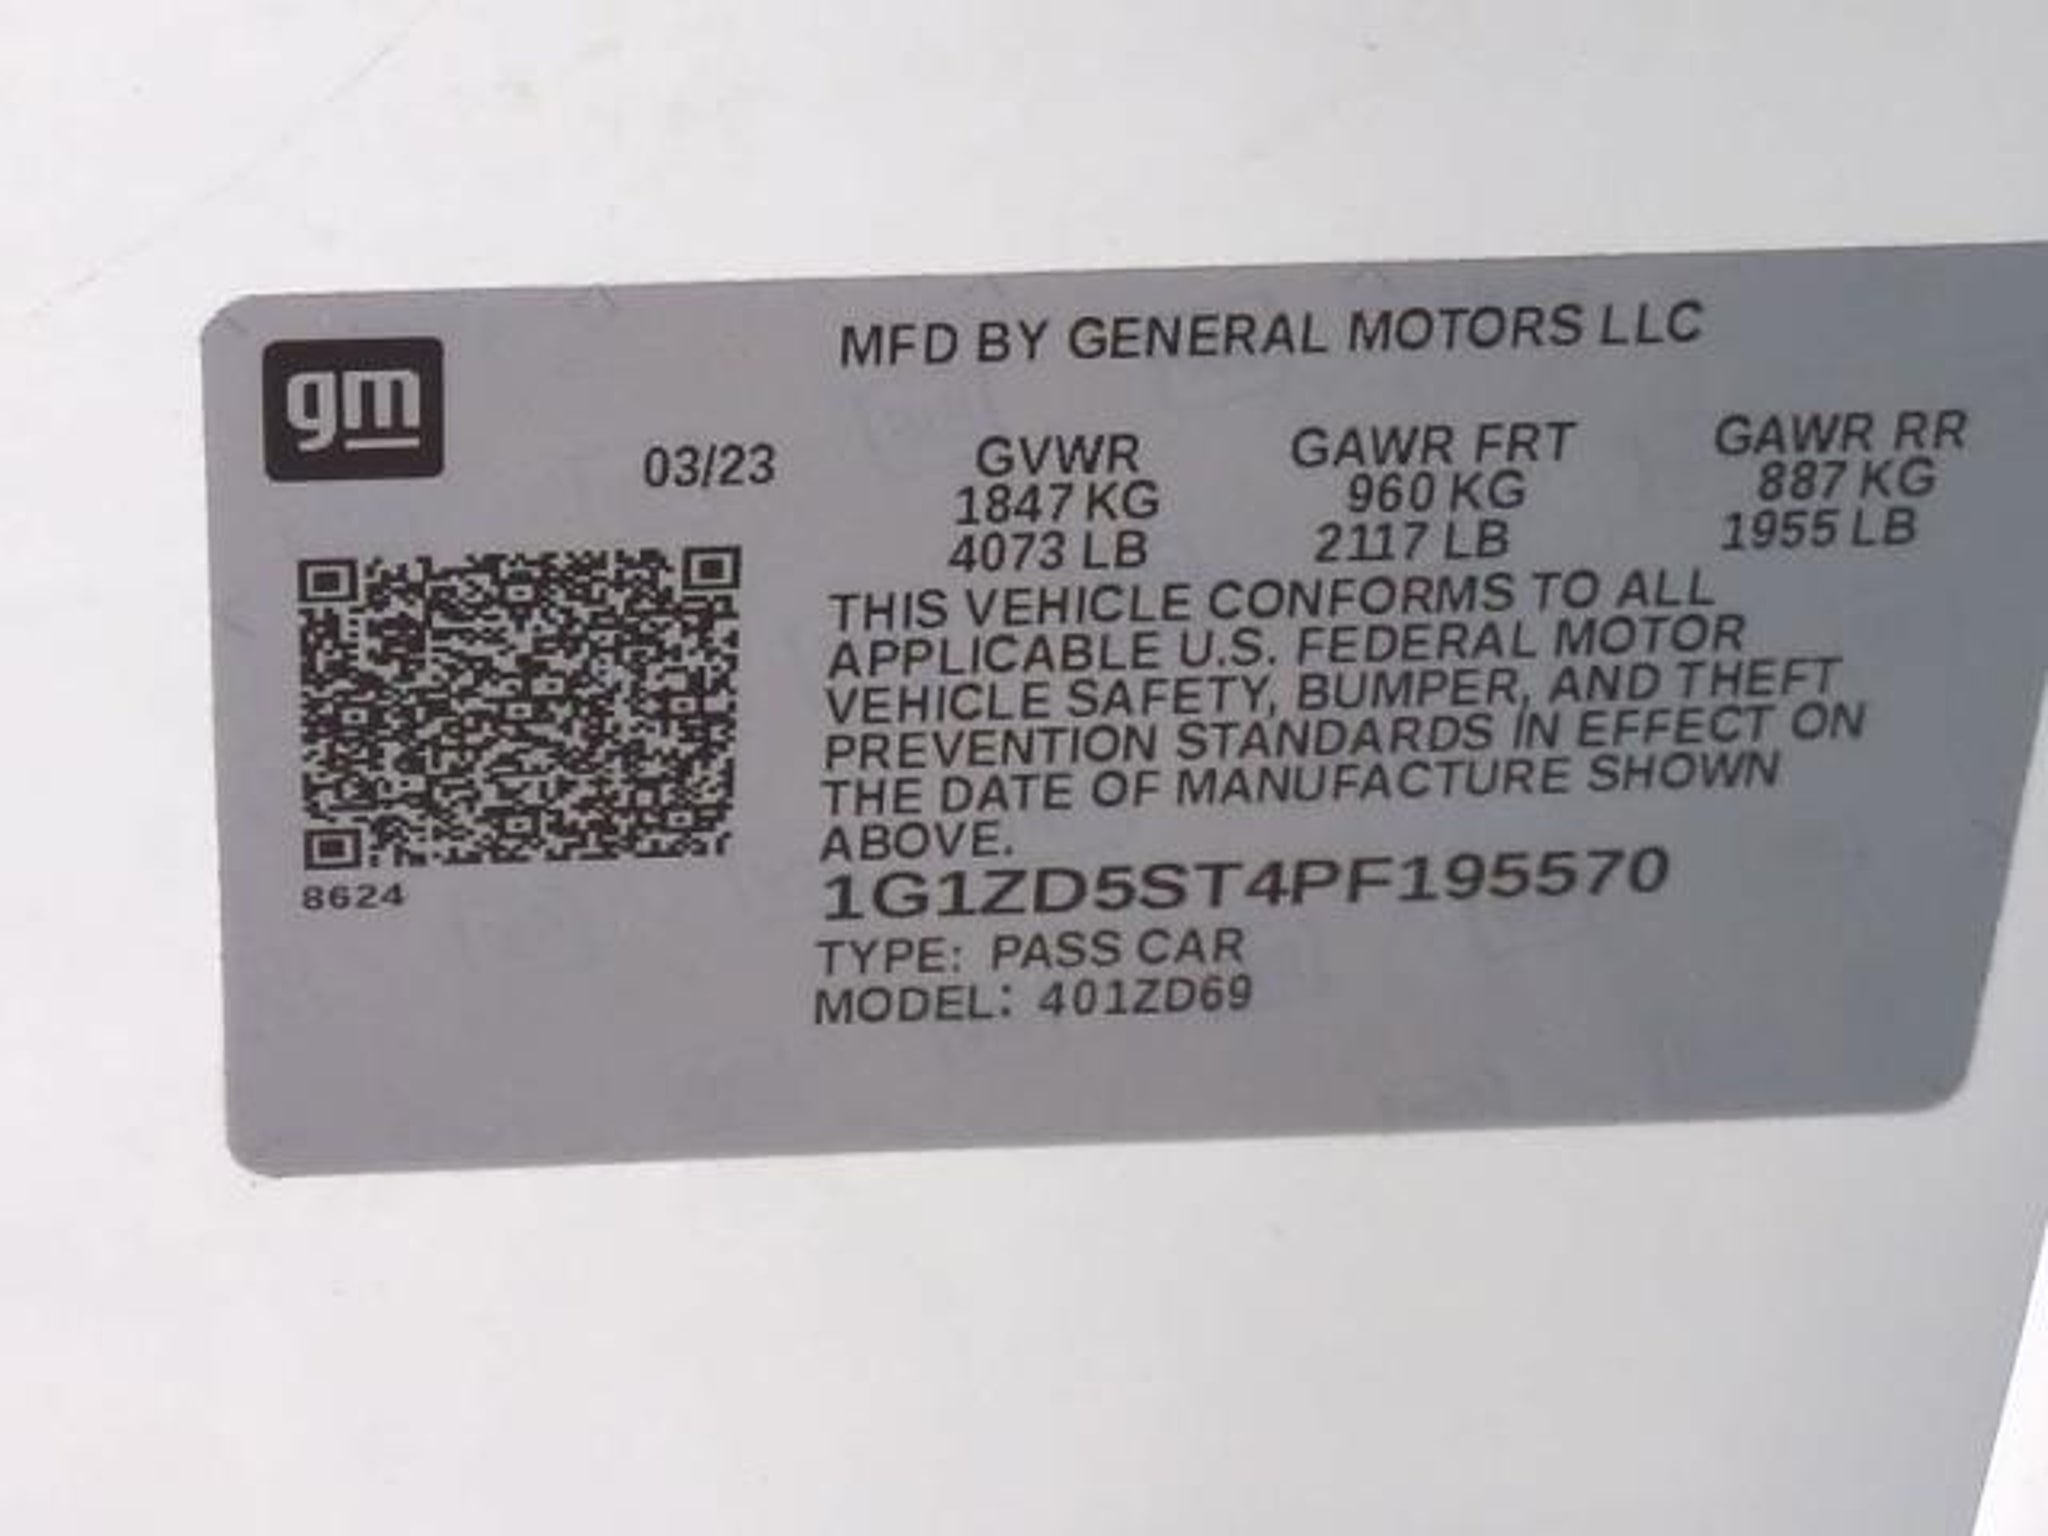 gm
MFD BY GENERAL MOTORS LLC
03/23
GVWR GAWR FRT GAWR RR
1847 KG 960 KG 887 KG
4073 LB 2117 LB 1955 LB
THIS VEHICLE CONFORMS TO ALL
APPLICABLE U.S. FEDERAL MOTOR
VEHICLE SAFETY, BUMPER, AND THEFT
PREVENTION STANDARDS IN EFFECT ON
THE DATE OF MANUFACTURE SHOWN
ABOVE.
8624
1G1ZD5ST4PF195570
TYPE: PASS CAR
MODEL: 401ZD69